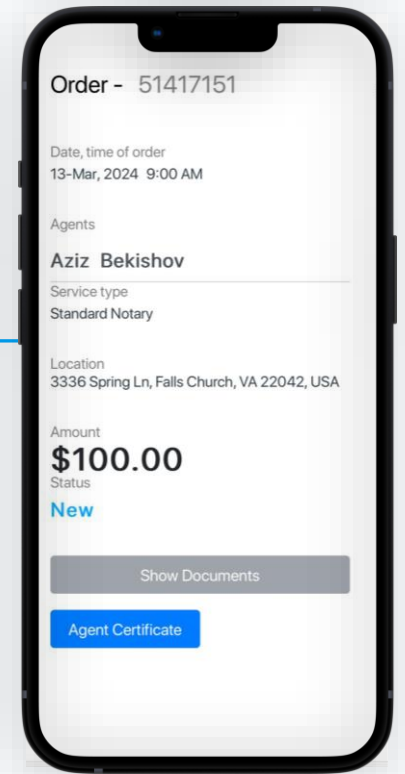 Order - 51417151
Date, time of order
13-Mar, 2024 9:00 AM
Agents
Aziz Bekishov
Service type
Standard Notary
Location
3336 Spring Ln, Falls Church, VA 22042, USA
Amount
$100.00
Status
New
Show Documents
Agent Certificate